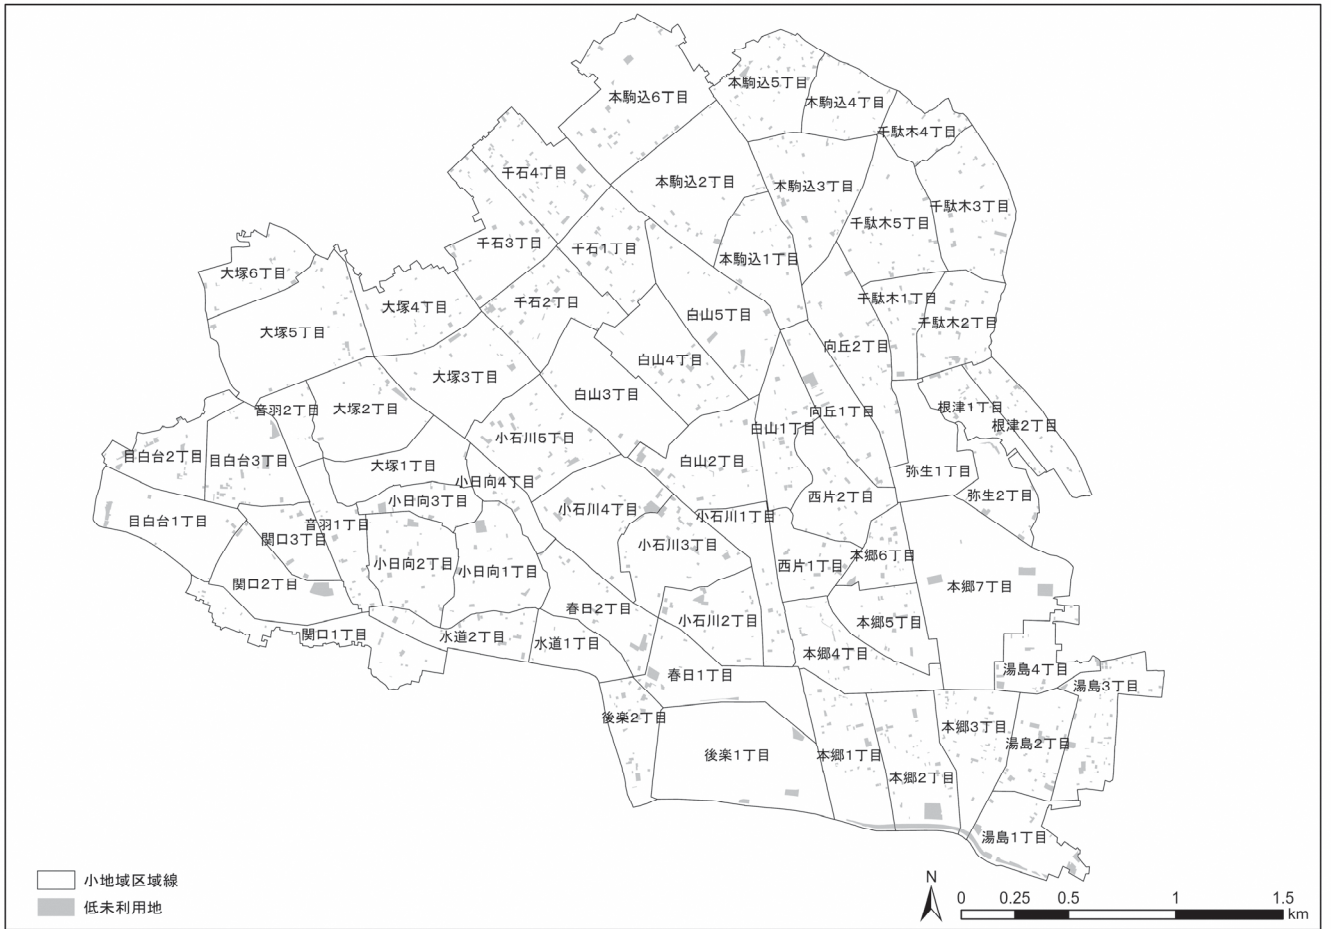 本駒込5丁目
本駒込6丁目
本駒込4丁目
千駄木4丁目
千石4丁目
本駒込2丁目
本駒込3丁目
千駄木3丁目
千駄木5丁目
千石3丁目
千石1丁目
本駒込1丁目
大塚6丁目
千駄木1丁目
千石2丁目
大塚4丁目
白山5丁目
千駄木2丁目
大塚5丁目
向丘2丁目
白山4丁目
大塚3丁目
白山3丁目
音羽2丁目
大塚2丁目
向丘1丁目
根津1丁目
根津2丁目
白山1丁目
小石川5丁目
目白台2丁目
目白台3丁目
白山2丁目
大塚1丁目
弥生1丁目
小日向4丁目
弥生2丁目
西片2丁目
小日向3丁目
小石川4丁目
小石川1丁目
目白台1丁目
音羽1丁目
関口3丁目
小石川3丁目
本郷6丁目
西片1丁目
小日向2丁目
小日向1丁目
関口2丁目
本郷7丁目
春日2丁目
小石川2丁目
本郷5丁目
関口1丁目
水道2丁目
水道1丁目
本郷4丁目
湯島4丁目
春日1丁目
湯島3丁目
後楽2丁目
本郷3丁目
湯島2丁目
後楽1丁目
本郷1丁目
本郷2丁目
湯島1丁目
小地域区域線
低未利用地
N
0 0.25 0.5 1 1.5
km